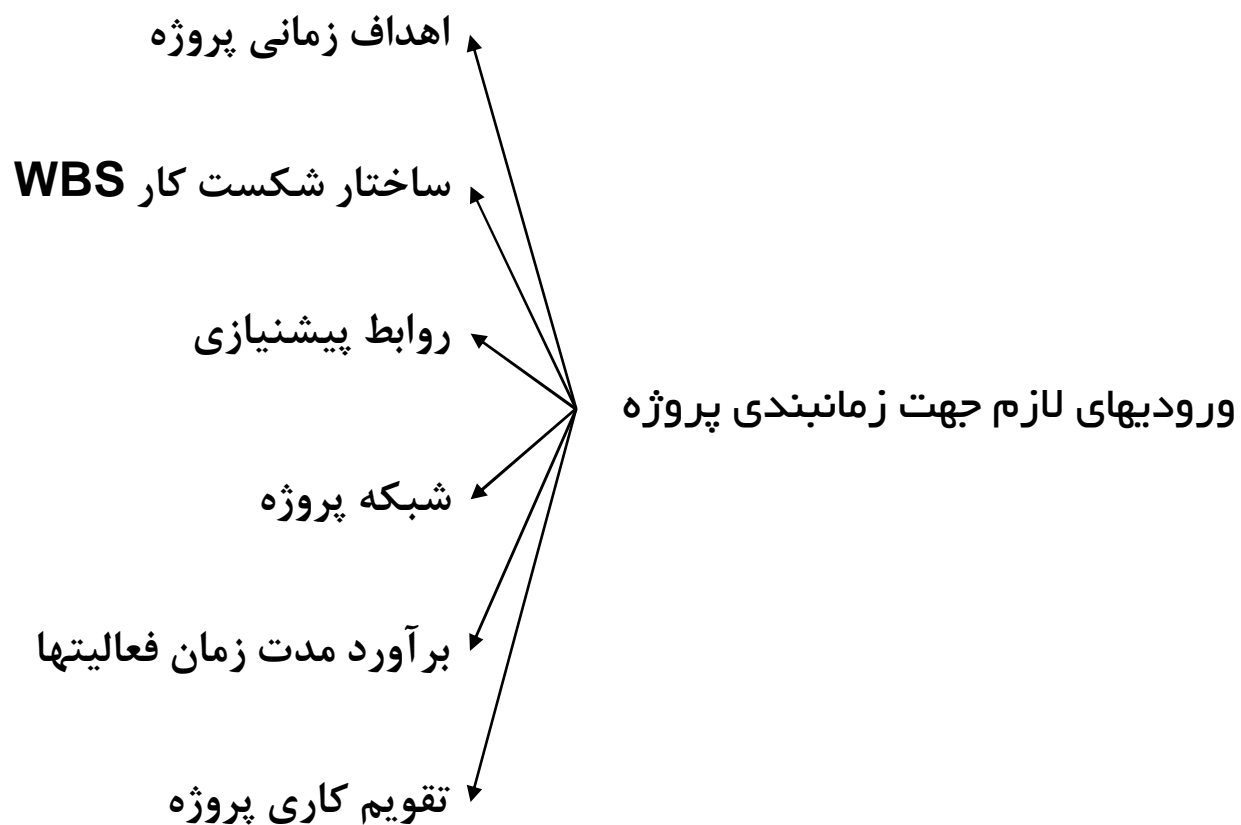 ورودیهای لازم جهت زمانبندی پروژه
اهداف زمانی پروژه
ساختار شکست کار WBS
روابط پیشنیازی
شبکه پروژه
برآورد مدت زمان فعالیتها
تقویم کاری پروژه